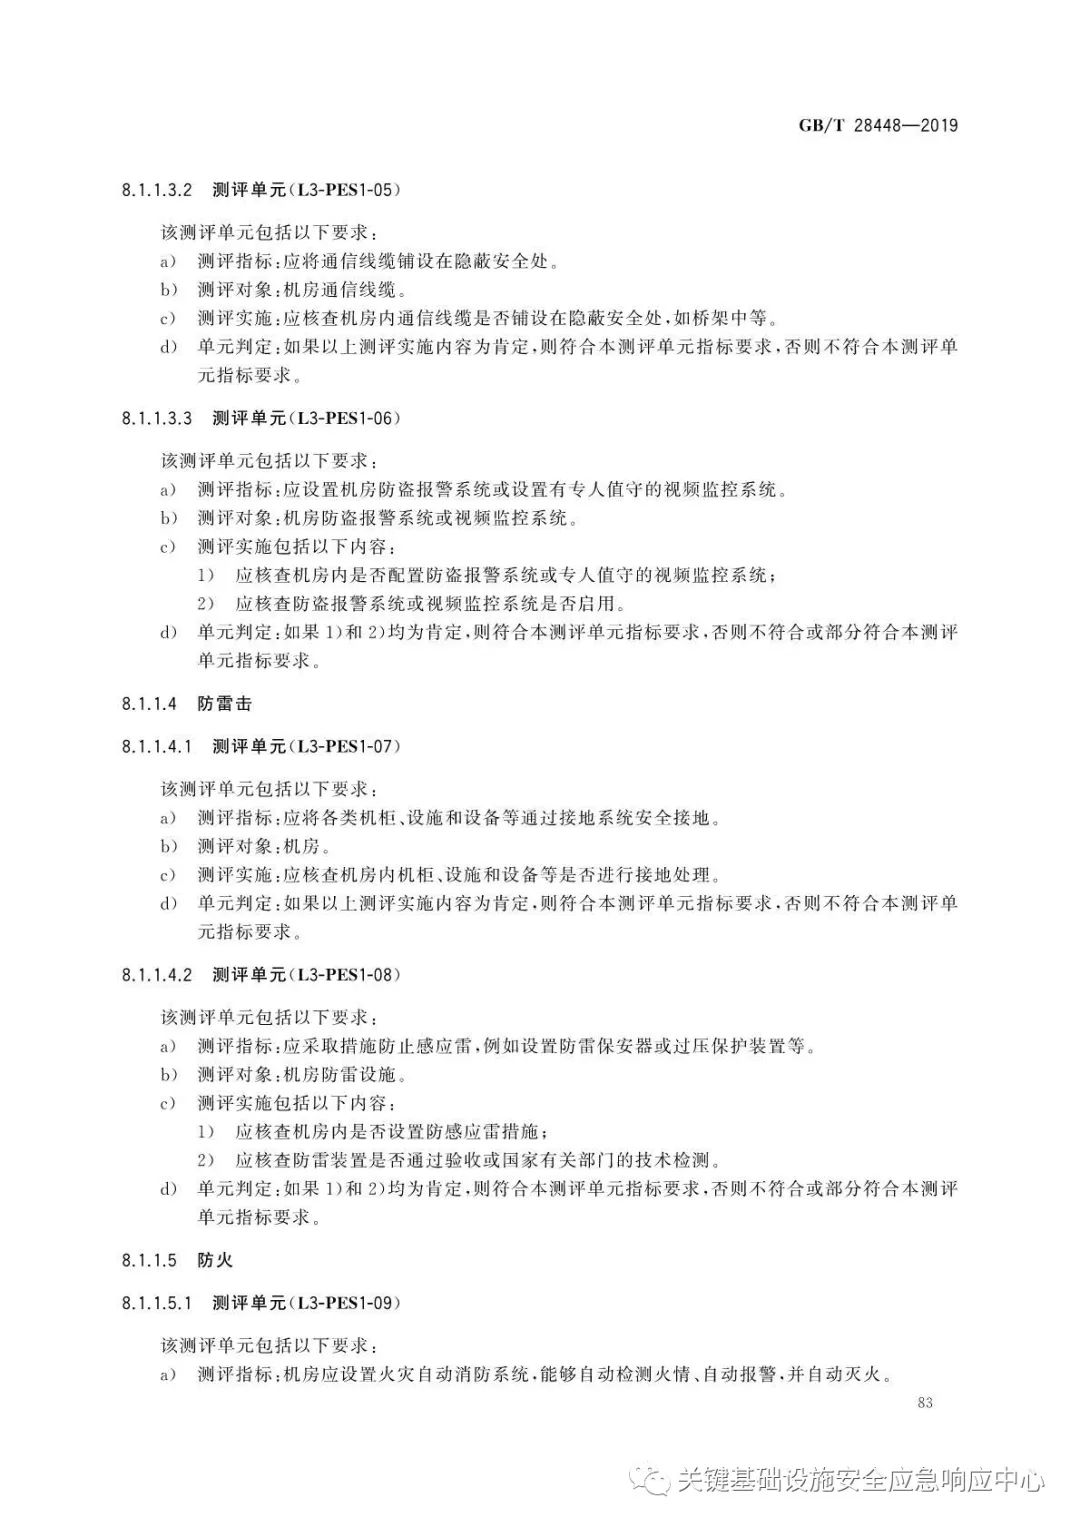 GB/T 28448—2019
8.1.1.3.2 测评单元(L3-PES1-05)
该测评单元包括以下要求:
a) 测评指标:应将通信线缆铺设在隐蔽安全处。
b) 测评对象:机房通信线缆。
c) 测评实施:应核查机房内通信线缆是否铺设在隐蔽安全处,如桥架中等。
d) 单元判定:如果以上测评实施内容为肯定,则符合本测评单元指标要求,否则不符合本测评单
元指标要求。
8.1.1.3.3 测评单元(L3-PES1-06)
该测评单元包括以下要求:
a) 测评指标:应设置机房防盗报警系统或设置有专人值守的视频监控系统。
b) 测评对象:机房防盗报警系统或视频监控系统。
c) 测评实施包括以下内容:
1) 应核查机房内是否配置防盗报警系统或专人值守的视频监控系统;
2) 应核查防盗报警系统或视频监控系统是否启用。
d) 单元判定:如果 1)和 2)均为肯定,则符合本测评单元指标要求,否则不符合或部分符合本测评
单元指标要求。
8.1.1.4 防雷击
8.1.1.4.1 测评单元(L3-PES1-07)
该测评单元包括以下要求:
a) 测评指标:应将各类机柜、设施和设备等通过接地系统安全接地。
b) 测评对象:机房。
c) 测评实施:应核查机房内机柜、设施和设备等是否进行接地处理。
d) 单元判定:如果以上测评实施内容为肯定,则符合本测评单元指标要求,否则不符合本测评单
元指标要求。
8.1.1.4.2 测评单元(L3-PES1-08)
该测评单元包括以下要求:
a) 测评指标:应采取措施防止感应雷,例如设置防雷保安器或过压保护装置等。
b) 测评对象:机房防雷设施。
c) 测评实施包括以下内容:
1) 应核查机房内是否设置防感应雷措施;
2) 应核查防雷装置是否通过验收或国家有关部门的技术检测。
d) 单元判定:如果 1)和 2)均为肯定,则符合本测评单元指标要求,否则不符合或部分符合本测评
单元指标要求。
8.1.1.5 防火
8.1.1.5.1 测评单元(L3-PES1-09)
该测评单元包括以下要求:
a) 测评指标:机房应设置火灾自动消防系统,能够自动检测火情、自动报警,并自动灭火。
83
关键基础设施安全应急响应中心